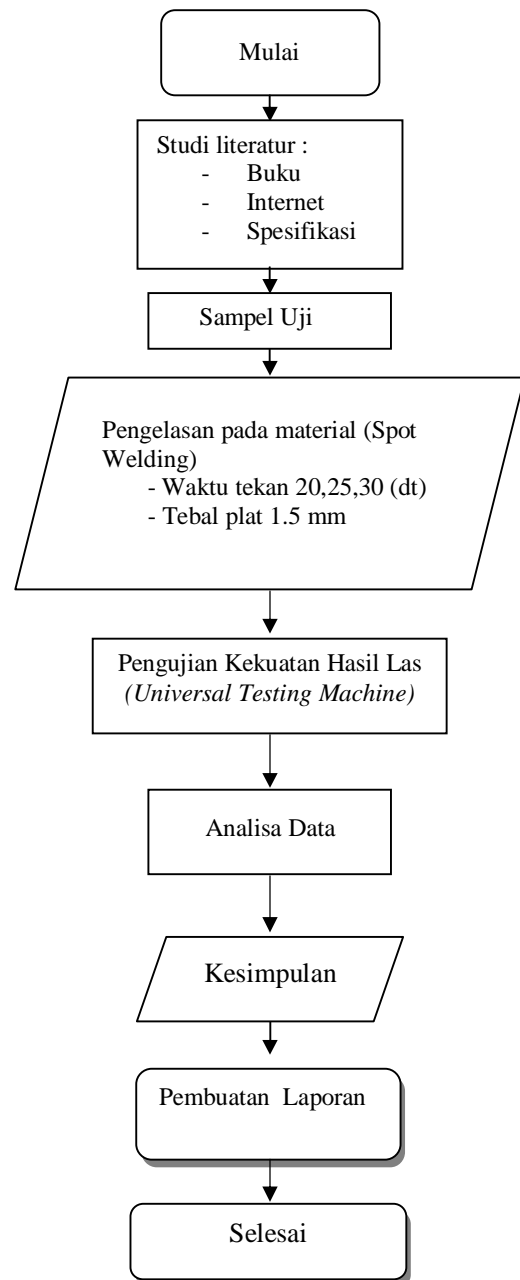 Mulai
Studi literatur :
- Buku
- Internet
- Spesifikasi
Sampel Uji
Pengelasan pada material (Spot
Welding)
- Waktu tekan 20,25,30 (dt)
- Tebal plat 1.5 mm
Pengujian Kekuatan Hasil Las
(Universal Testing Machine)
Analisa Data
Kesimpulan
Pembuatan Laporan
Selesai